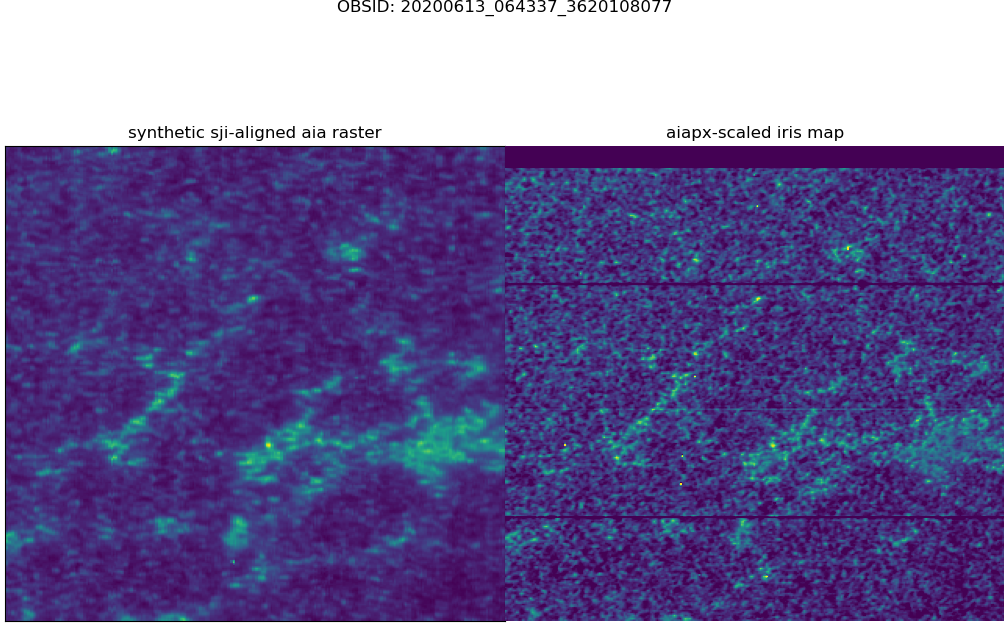 OBSID: 20200613_064337_3620108077
synthetic sji-aligned aia raster
aiapx-scaled iris map